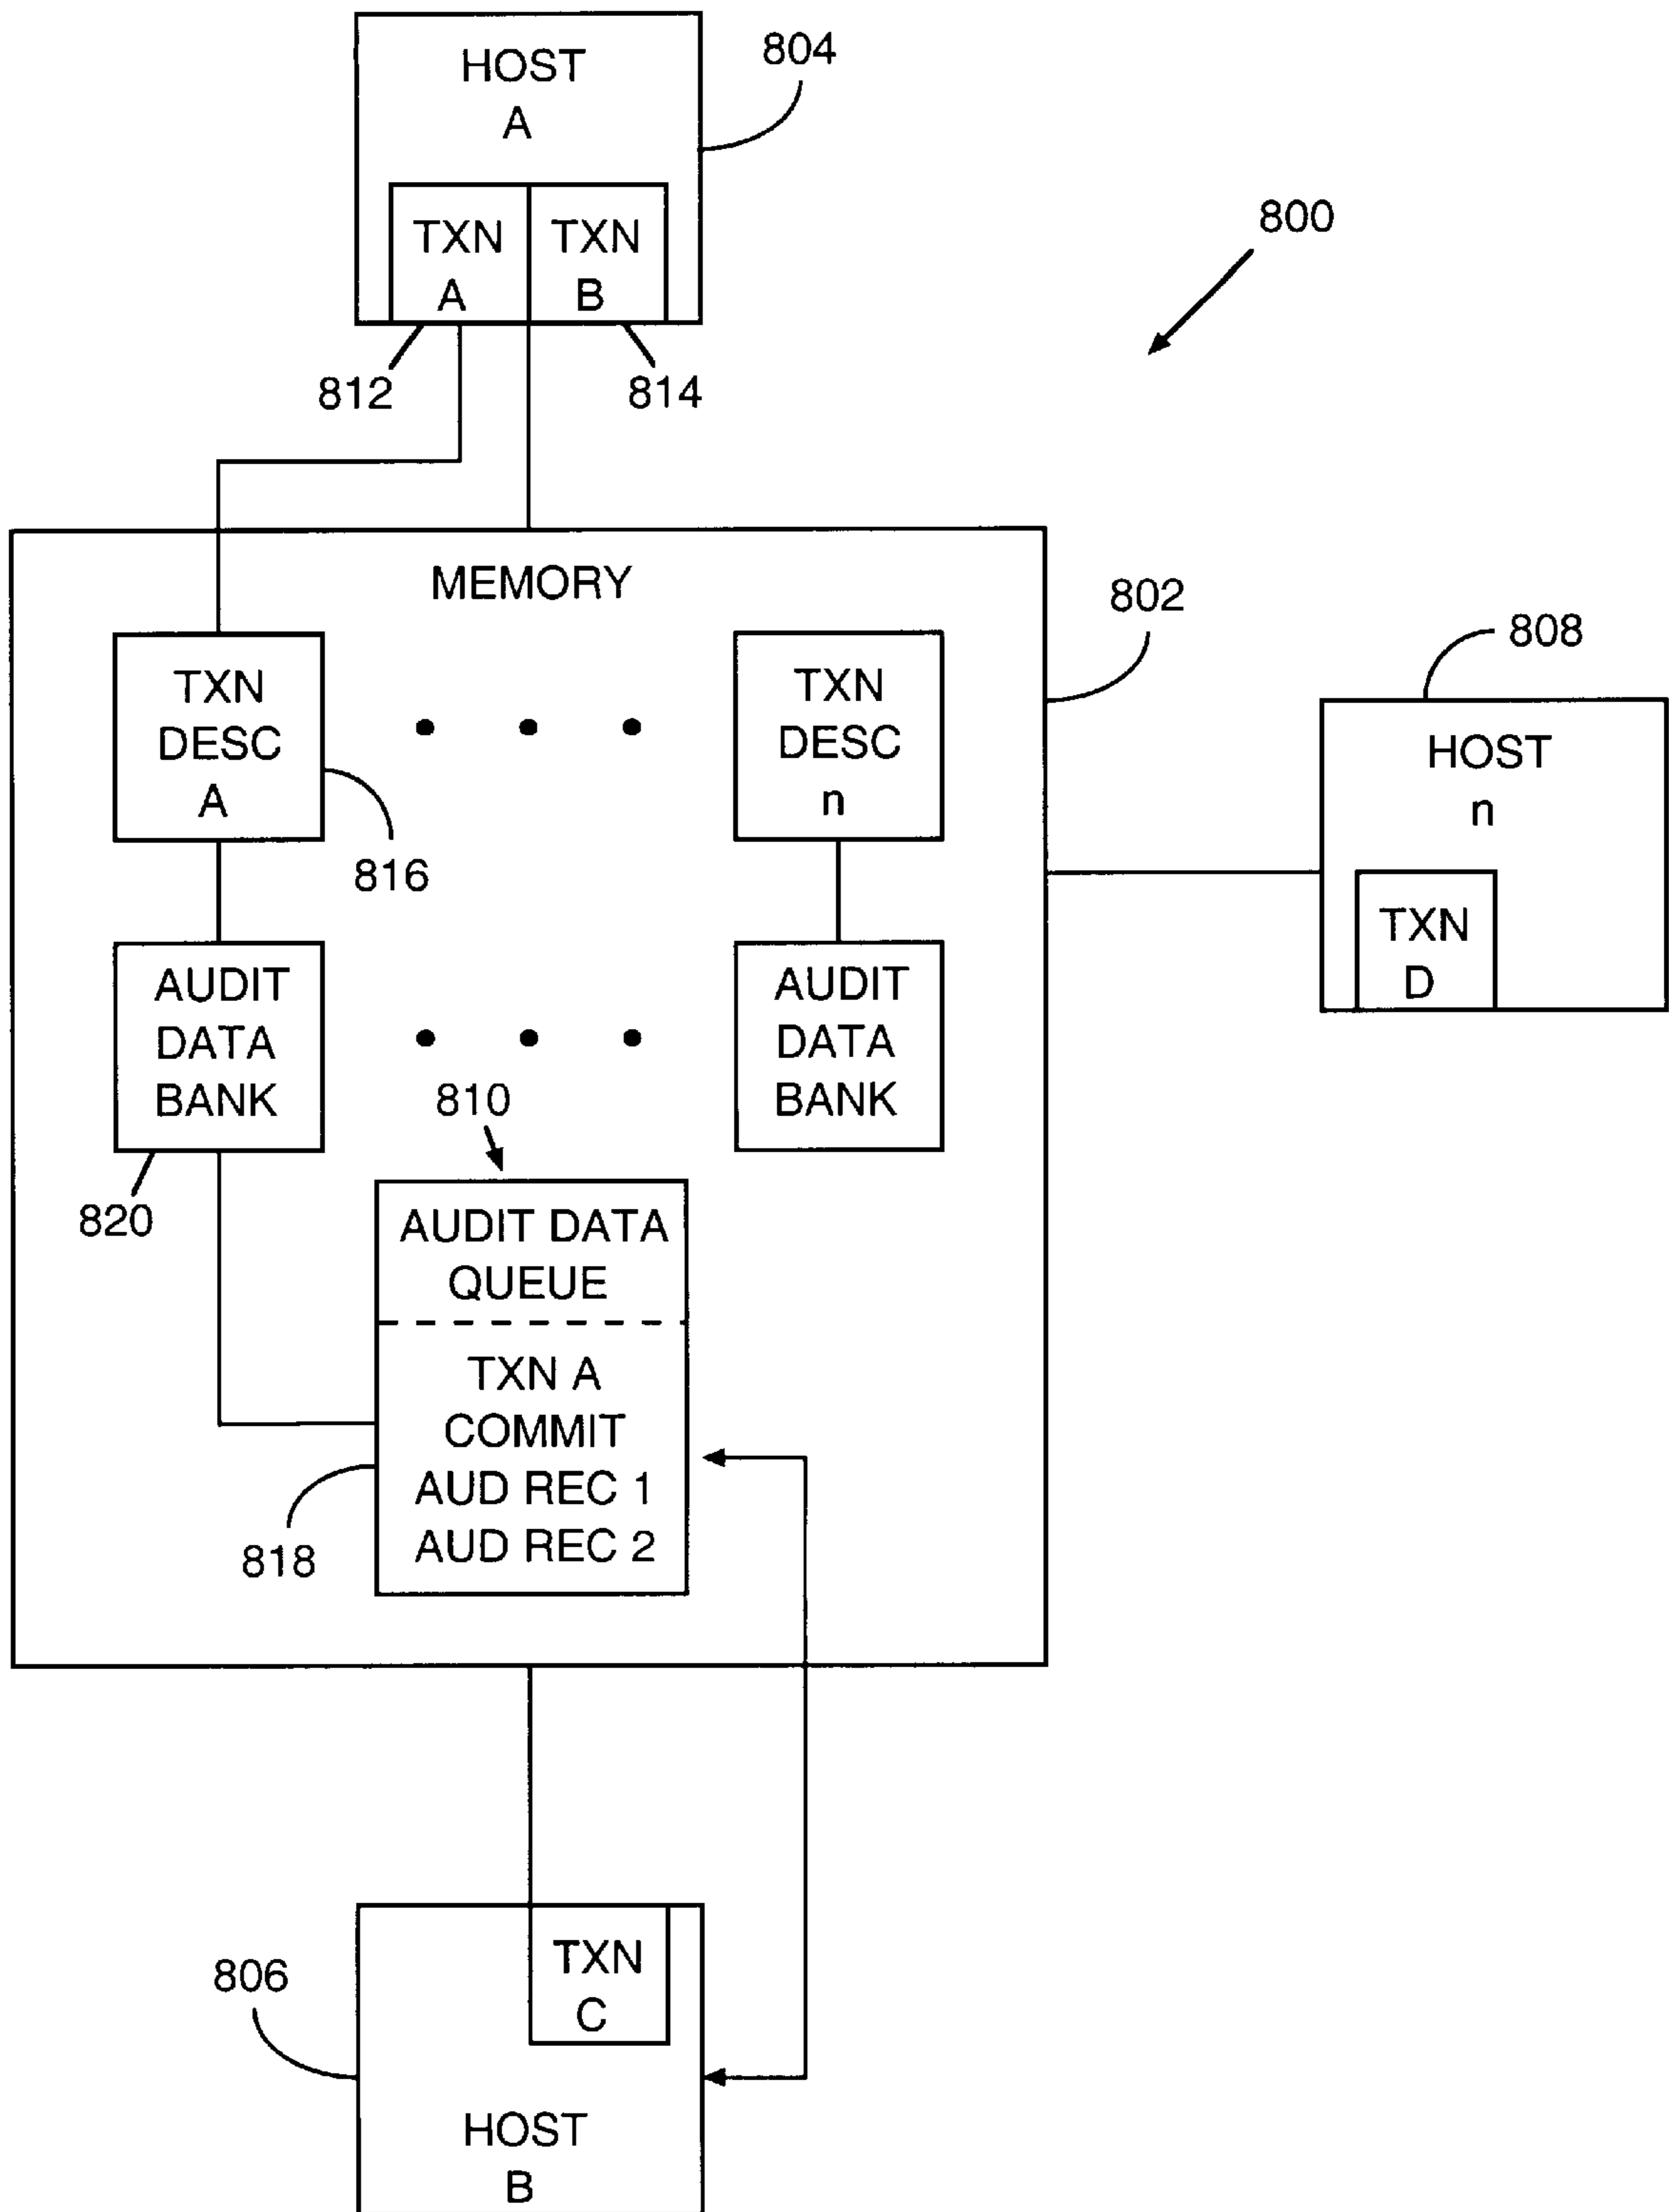 HOST
A
804
TXN
A
TXN
B
800
812
814
MEMORY
802
808
TXN
DESC
A
TXN
DESC
n
HOST
n
816
TXN
D
AUDIT
DATA
BANK
AUDIT
DATA
BANK
810
820
AUDIT DATA
QUEUE
TXN A
COMMIT
AUD REC 1
AUD REC 2
818
TXN
C
806
HOST
B